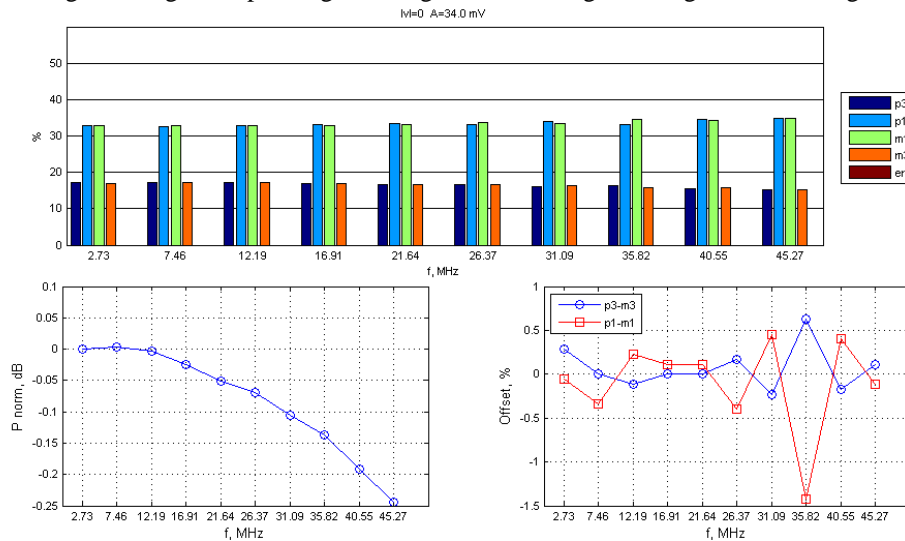 lvl=0 A=34.0 mV
50
40
30
20
10
0
%
2.73 7.46 12.19 16.91 21.64 26.37 31.09 35.82 40.55 45.27
f, MHz
p3
p1
m1
m3
er
0.1
0.05
0
-0.05
-0.1
-0.15
-0.2
-0.25
P norm, dB
2.73 7.46 12.19 16.91 21.64 26.37 31.09 35.82 40.55 45.27
f, MHz
p3-m3
p1-m1
1
0.5
0
-0.5
-1
-1.5
Offset, %
2.73 7.46 12.19 16.91 21.64 26.37 31.09 35.82 40.55 45.27
f, MHz